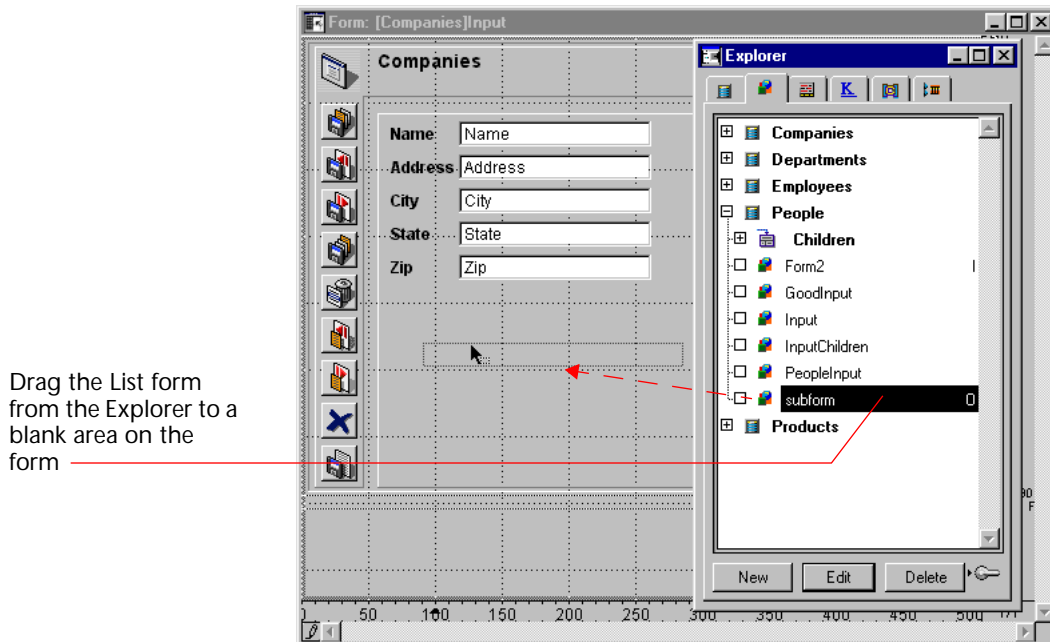 Form: [Companies]Input
Companies
Name Name
Address Address
City City
State State
Zip Zip
Drag the List form
from the Explorer to a
blank area on the
form
Explorer
K
Companies
Departments
Employees
People
Children
Form2 I
GoodInput
Input
InputChildren
PeopleInput
subform O
Products
New Edit Delete
F
50 100 150 200 250 300 350 400 450 500